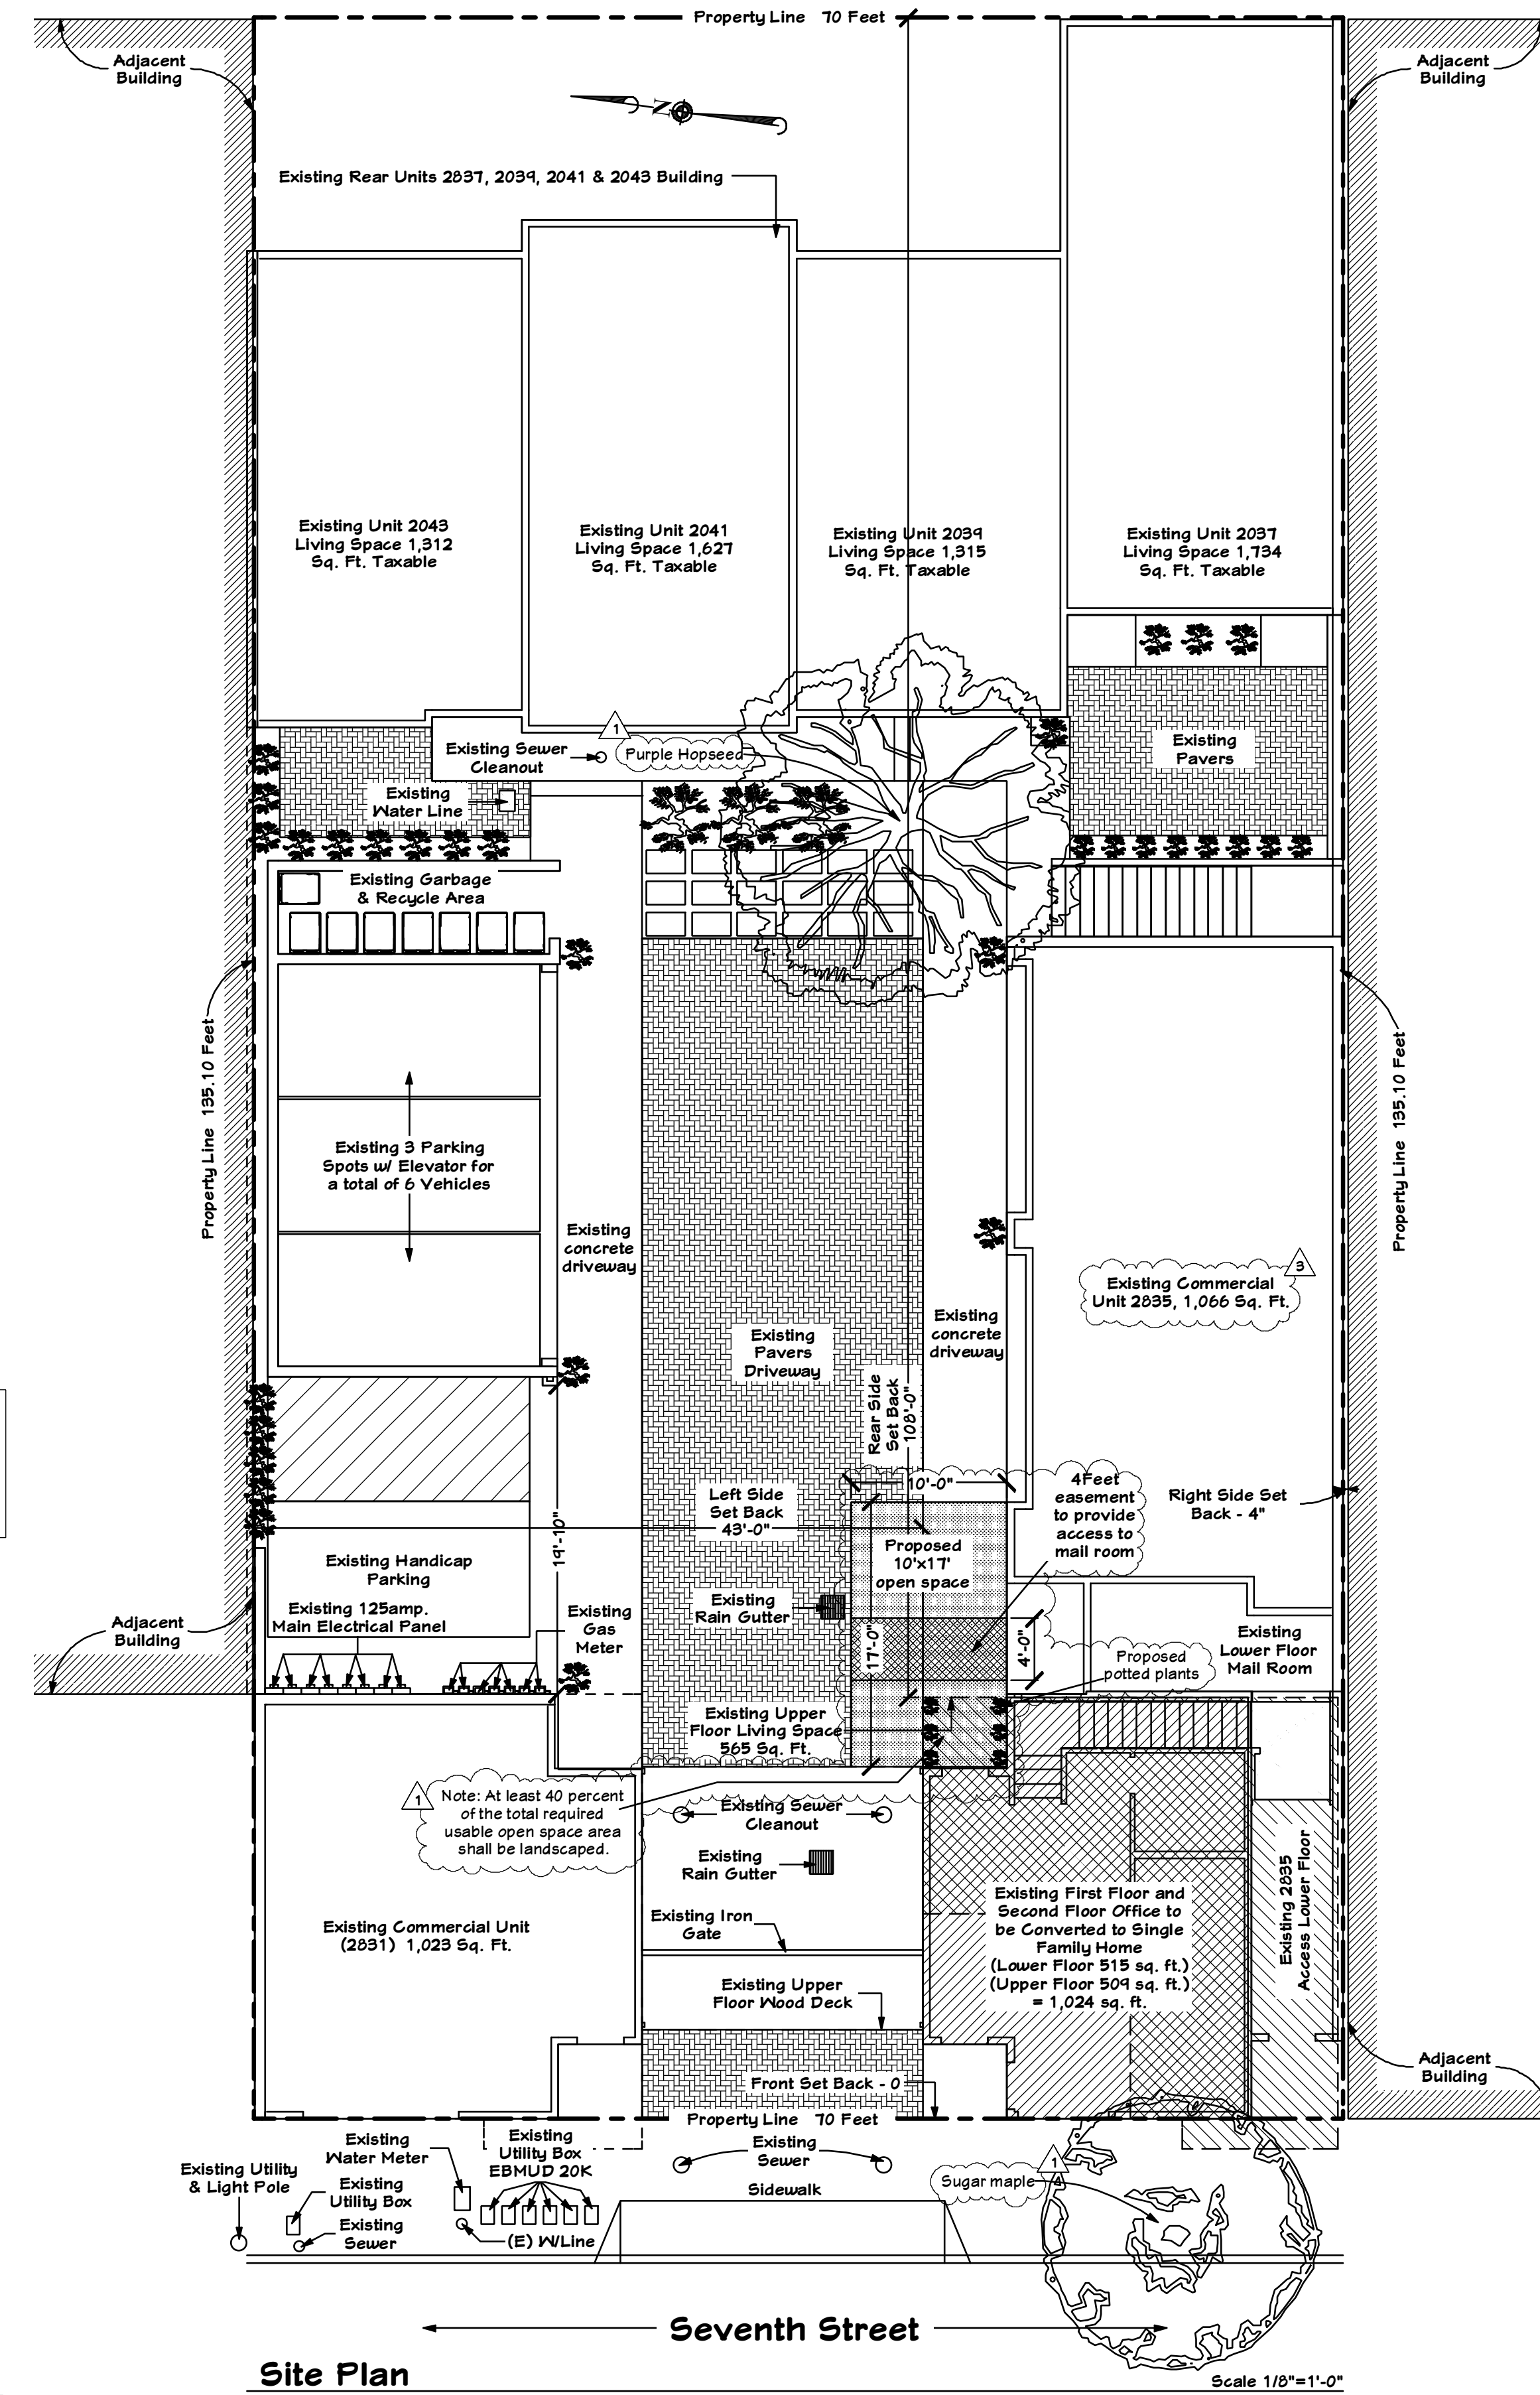 Property Line 70 Feet
Adjacent
Building
Adjacent
Building
N
Existing Rear Units 2837, 2039, 2041 & 2043 Building
Existing Unit 2043
Living Space 1,312
Sq. Ft. Taxable
Existing Unit 2041
Living Space 1,627
Sq. Ft. Taxable
Existing Unit 2039
Living Space 1,315
Sq. Ft. Taxable
Existing Unit 2037
Living Space 1,734
Sq. Ft. Taxable
1
Existing Sewer
Cleanout
Purple Hopseed
Existing
Pavers
Existing
Water Line
Existing Garbage
& Recycle Area
Property Line 135.10 Feet
Property Line 135.10 Feet
Existing 3 Parking
Spots w/ Elevator for
a total of 6 Vehicles
Existing
concrete
driveway
3
Existing Commercial
Unit 2835, 1,066 Sq. Ft.
Existing
Pavers
Driveway
Existing
concrete
driveway
Rear Side
Set Back
108'-0"
10'-0"
4Feet
easement
to provide
access to
mail room
Right Side Set
Back - 4"
Left Side
Set Back
43'-0"
19'-10"
Proposed
10'x17'
open space
Existing Handicap
Parking
Existing 125amp.
Main Electrical Panel
Existing
Gas
Meter
Existing
Rain Gutter
17'-0"
4'-0"
Adjacent
Building
Existing
Lower Floor
Mail Room
Proposed
potted plants
Existing Upper
Floor Living Space
565 Sq. Ft.
1
Note: At least 40 percent
of the total required
usable open space area
shall be landscaped.
Existing Sewer
Cleanout
Existing
Rain Gutter
Existing Iron
Gate
Existing Commercial Unit
(2831) 1,023 Sq. Ft.
Existing First Floor and
Second Floor Office to
be Converted to Single
Family Home
(Lower Floor 515 sq. ft.)
(Upper Floor 509 sq. ft.)
= 1,024 sq. ft.
Existing 2835
Access Lower Floor
Existing Upper
Floor Wood Deck
Front Set Back - 0
Adjacent
Building
Property Line 70 Feet
Existing
Water Meter
Existing
Utility Box
EBMUD 20K
Existing
Sewer
Existing Utility
& Light Pole
Existing
Utility Box
Existing
Sewer
(E) W/Line
Sidewalk
1
Sugar maple
Seventh Street
Site Plan
Scale 1/8"=1'-0"